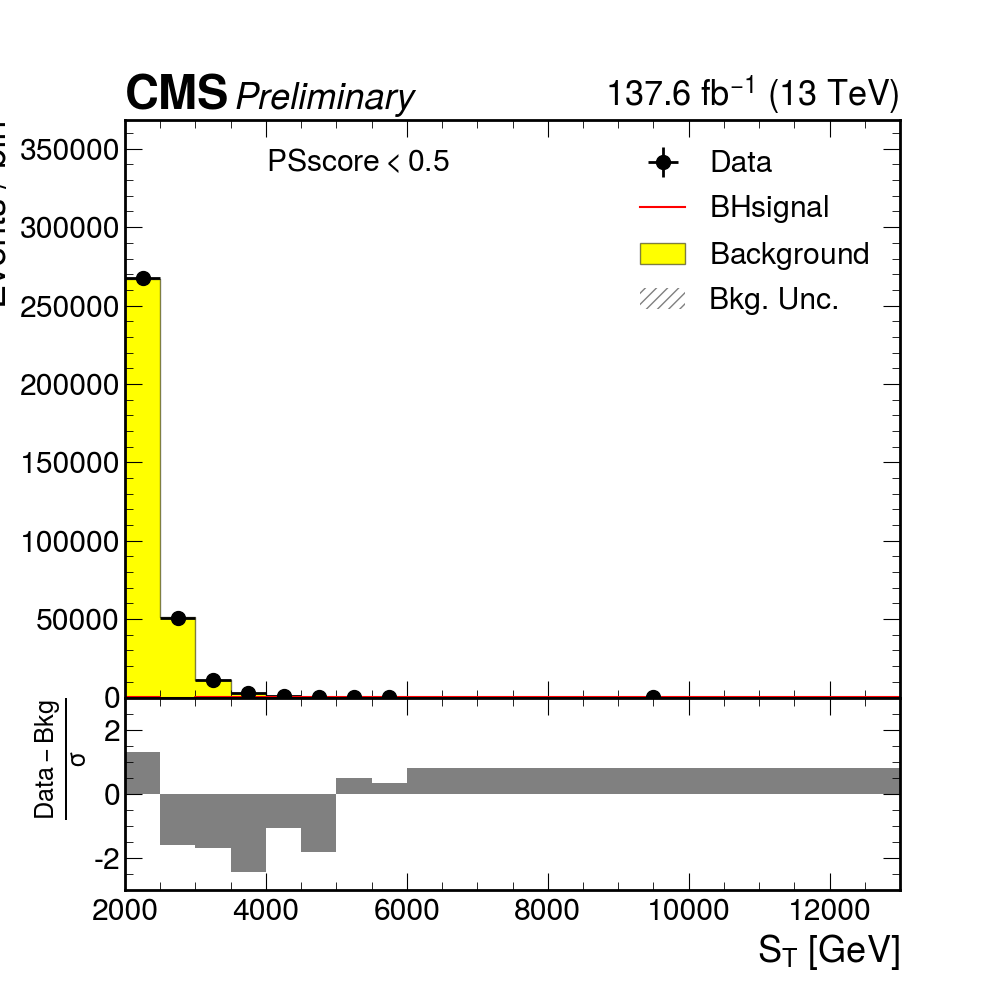 CMS Preliminary 137.6 fb⁻¹ (13 TeV)
PSscore < 0.5
Data
BHsignal
Background
Bkg. Unc.
350000
300000
250000
200000
150000
100000
50000
0
Data – Bkg
σ
2
0
-2
2000 4000 6000 8000 10000 12000
S_T [GeV]